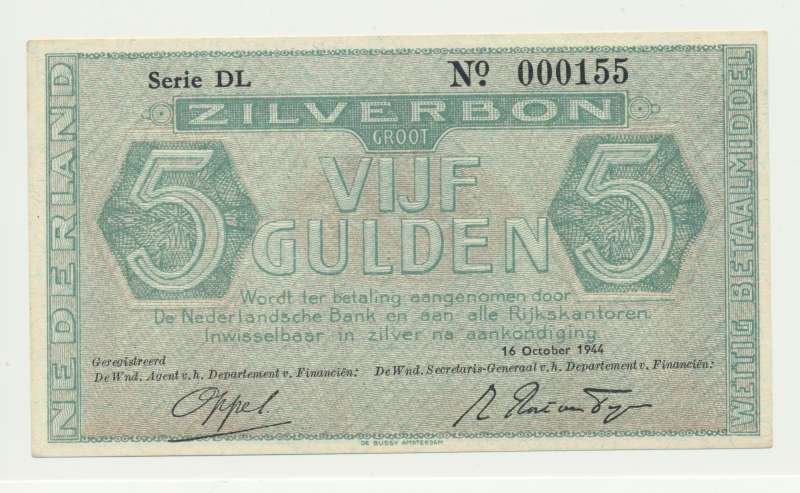 Serie DL Nº 000155
ZILVERBON
GROOT
5 VIJF GULDEN 5
NEDERLAND
WETTIG BETAALMIDDEL
Wordt ter betaling aangenomen door
De Nederlandsche Bank en aan alle Rijkskantoren.
Inwisselbaar in zilver na aankondiging
16 October 1944
Geregistreerd
De Wnd. Agent v.h. Departement v. Financiën:
De Wnd. Secretaris-Generaal v.h. Departement v. Financiën:
Oppel.
DE BUSSY AMSTERDAM